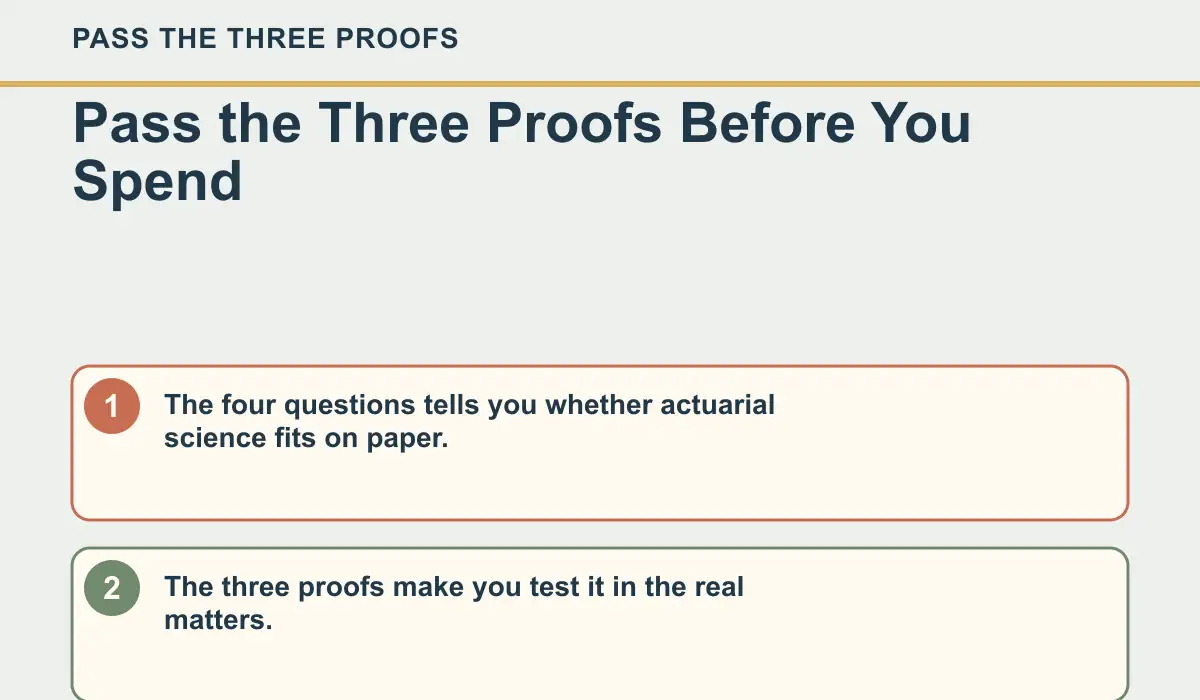 PASS THE THREE PROOFS
Pass the Three Proofs Before You
Spend
1
The four questions tells you whether actuarial
science fits on paper.
2
The three proofs make you test it in the real
matters.